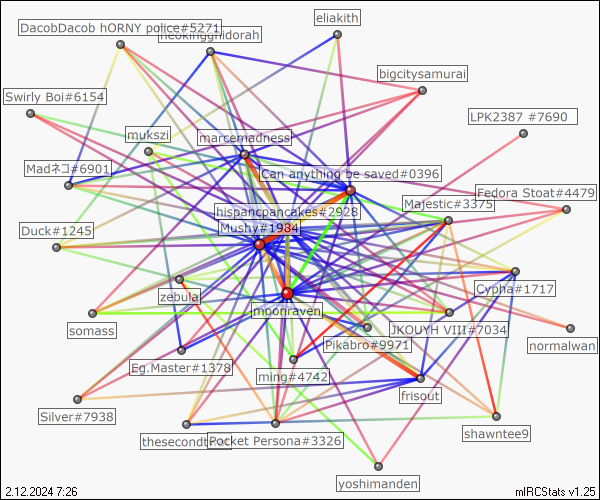 eliakith
DacobDacob hORNY police#5271
bigcitysamurai
Swirly Boi#6154
LPK2387 #7690
mukszi
marcemadness
Madネコ#6901
Can anything be saved#0396
Fedora Stoat#4479
Majestic#3375
hispancpancakes#2928
Mushy#1984
Duck#1245
Cypha#1717
zebula
moonraven
somass
JKOUYH VIII#7034
Pikabro#9971
normalwan
Eg.Master#1378
ming#4742
frisout
Silver#7938
shawntee9
Pocket Persona#3326
yoshimanden
2.12.2024 7:26
mIRCStats v1.25